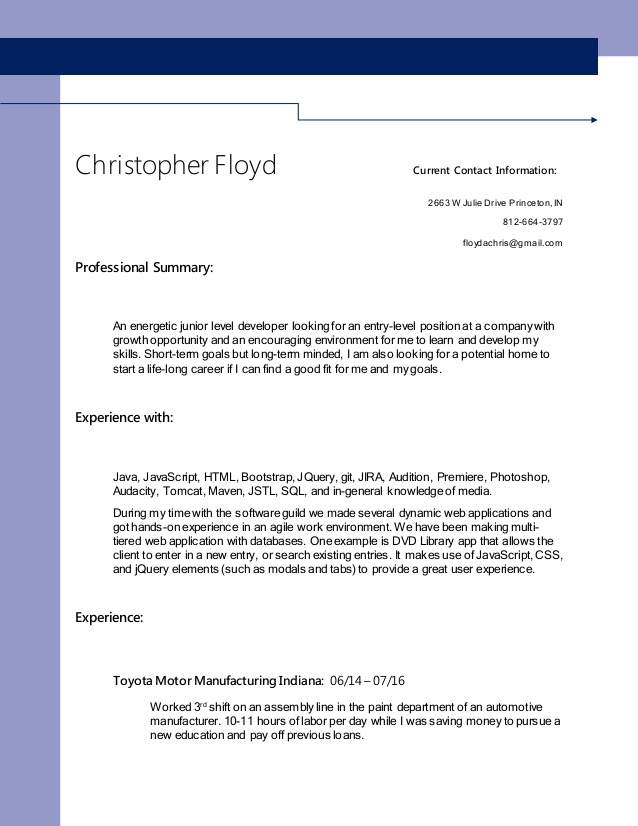 Christopher Floyd
Current Contact Information:
2663 W Julie Drive Princeton, IN
812-664-3797
floydachris@gmail.com
Professional Summary:
An energetic junior level developer looking for an entry-level position at a company with
growth opportunity and an encouraging environment for me to learn and develop my
skills. Short-term goals but long-term minded, I am also looking for a potential home to
start a life-long career if I can find a good fit for me and my goals.
Experience with:
Java, JavaScript, HTML, Bootstrap, JQuery, git, JIRA, Audition, Premiere, Photoshop,
Audacity, Tomcat, Maven, JSTL, SQL, and in-general knowledge of media.
During my time with the software guild we made several dynamic web applications and
got hands-on experience in an agile work environment. We have been making multi-
tiered web application with databases. One example is DVD Library app that allows the
client to enter in a new entry, or search existing entries. It makes use of JavaScript, CSS,
and jQuery elements (such as modals and tabs) to provide a great user experience.
Experience:
Toyota Motor Manufacturing Indiana: 06/14 – 07/16
Worked 3rd shift on an assembly line in the paint department of an automotive
manufacturer. 10-11 hours of labor per day while I was saving money to pursue a
new education and pay off previous loans.